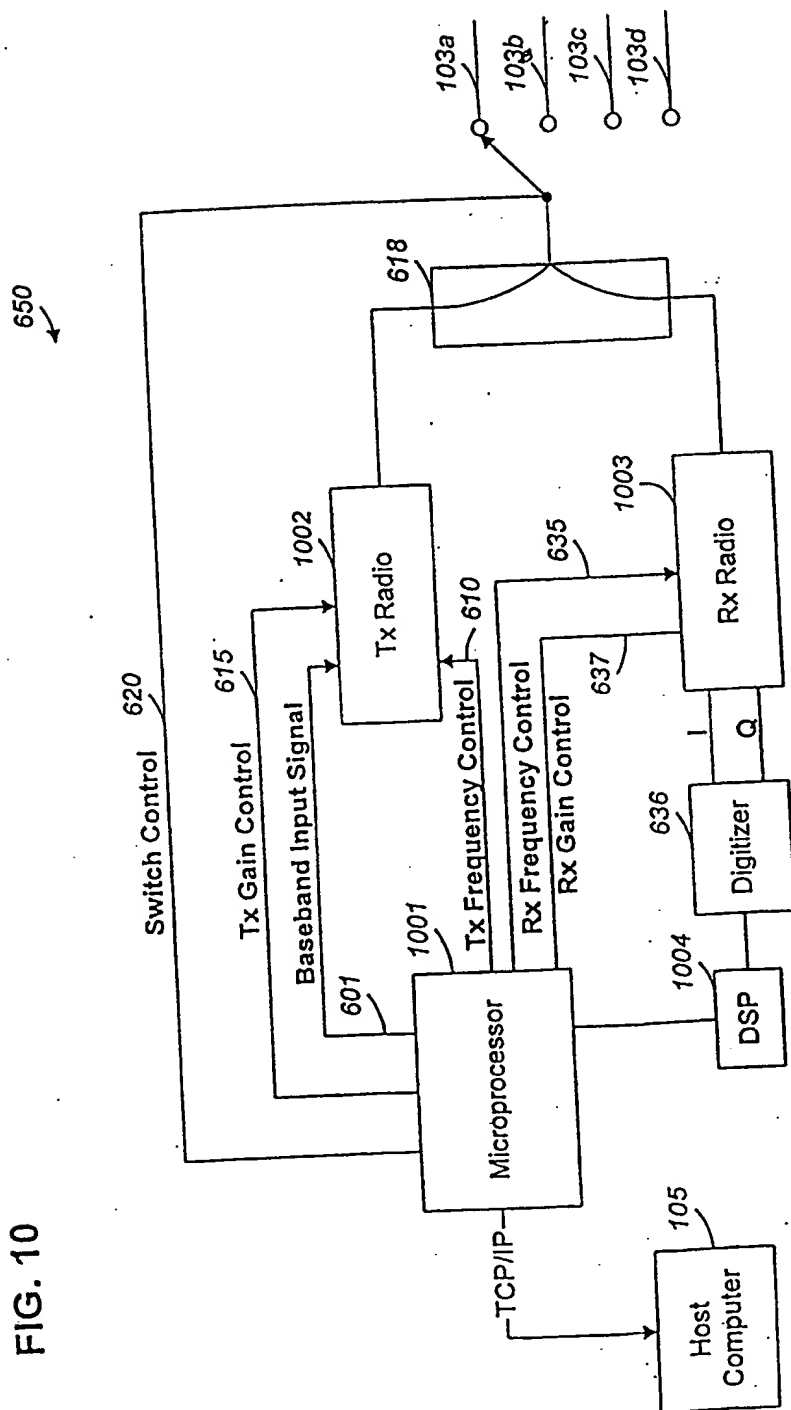 FIG. 10
650
Switch Control
620
Tx Gain Control
615
Baseband Input Signal
601
Tx Radio
1002
Tx Frequency Control
610
Rx Frequency Control
635
Rx Gain Control
637
Microprocessor
1001
TCP/IP
Host
Computer
105
DSP
1004
Digitizer
636
I
Q
Rx Radio
1003
618
103a
103b
103c
103d